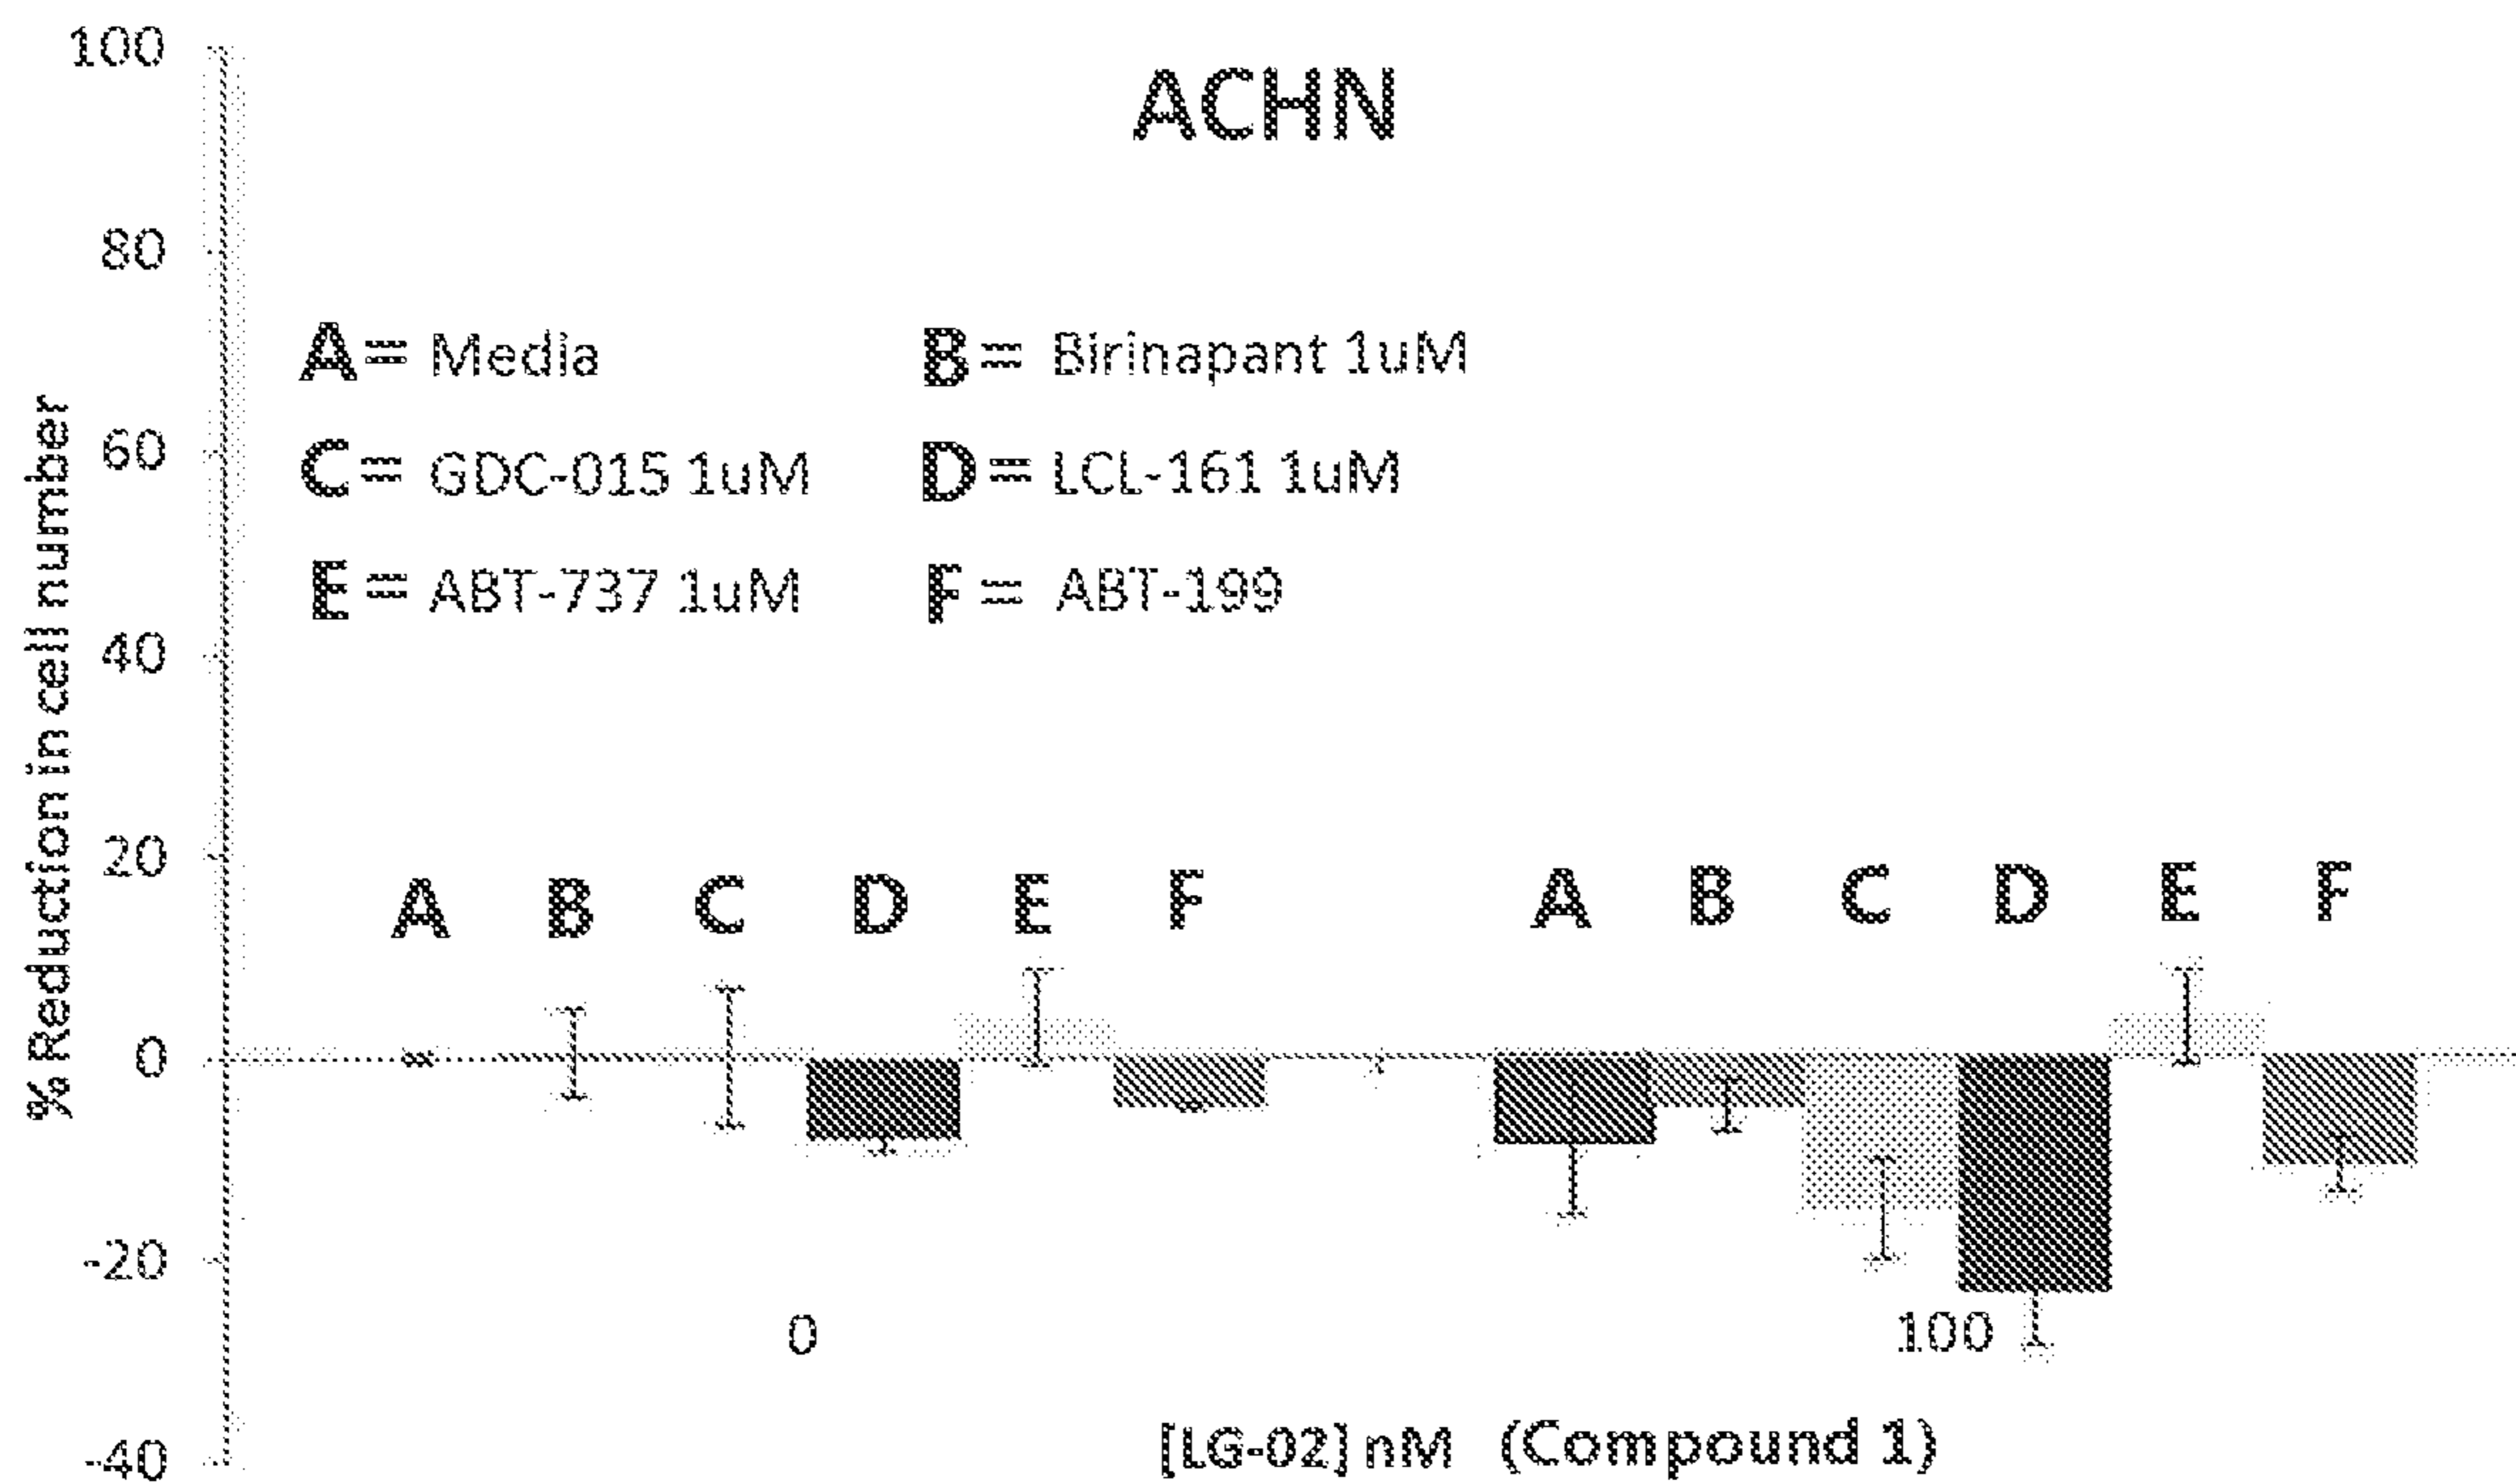 ACHN
% Reduction in cell number
100
80
60
40
20
0
-20
-40
A = Media B = Birinapant 1uM
C = GDC-015 1uM D = LCL-161 1uM
E = ABT-737 1uM F = ABT-199
A B C D E F A B C D E F
0 100
[LG-02] nM (Compound 1)